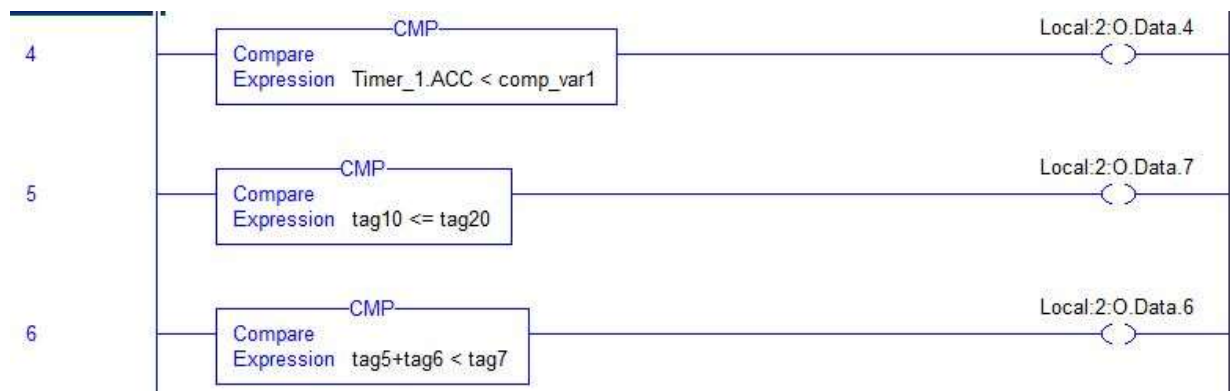 CMP
Local:2:O.Data.4
4
Compare
Expression Timer_1.ACC < comp_var1
CMP
Local:2:O.Data.7
5
Compare
Expression tag10 <= tag20
CMP
Local:2:O.Data.6
6
Compare
Expression tag5+tag6 < tag7